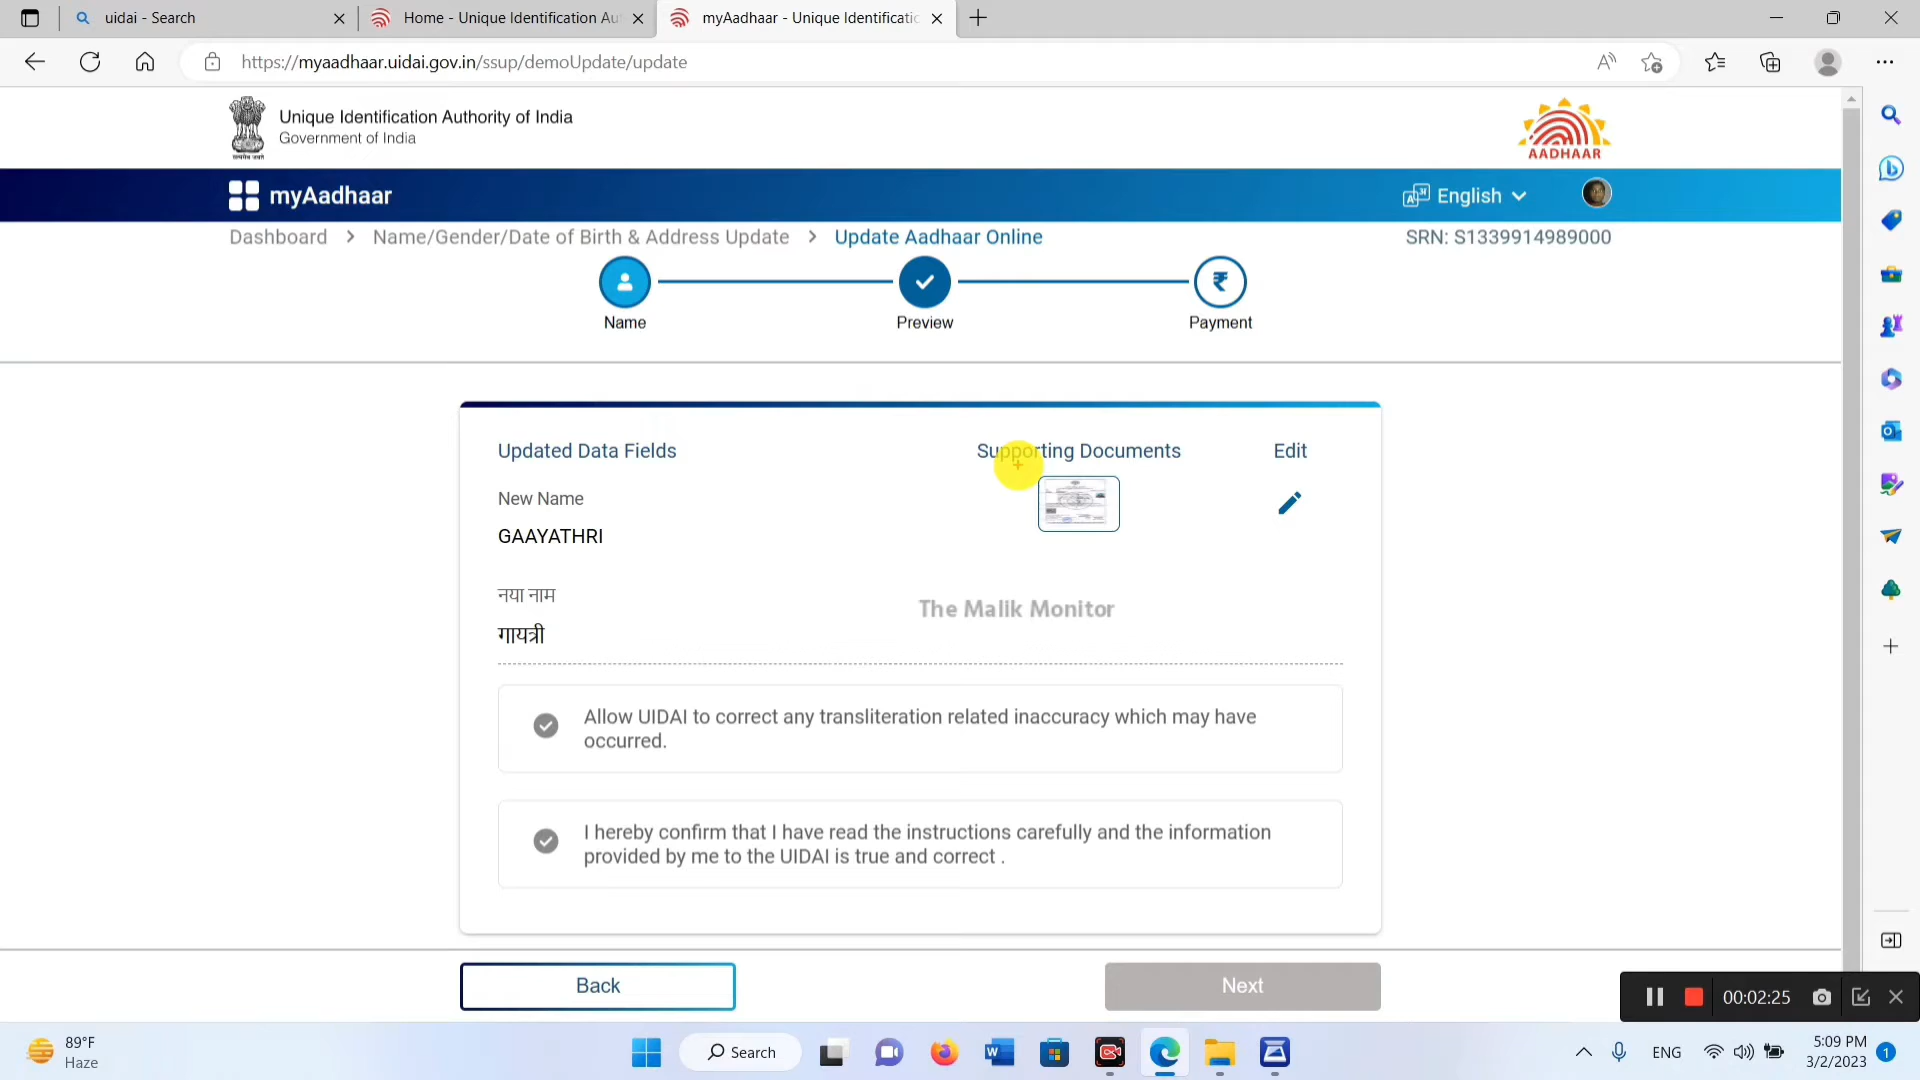 uidai - Search
Home - Unique Identification Au
myAadhaar - Unique Identificatic
https://myaadhaar.uidai.gov.in/ssup/demoUpdate/update
Unique Identification Authority of India
Government of India
AADHAAR
myAadhaar
English
Dashboard > Name/Gender/Date of Birth & Address Update > Update Aadhaar Online
SRN: S1339914989000
Name
Preview
₹
Payment
Updated Data Fields
Supporting Documents
Edit
New Name
GAAYATHRI
नया नाम
The Malik Monitor
गायत्री
Allow UIDAI to correct any transliteration related inaccuracy which may have
occurred.
I hereby confirm that I have read the instructions carefully and the information
provided by me to the UIDAI is true and correct .
Back
Next
00:02:25
89°F
Haze
Search
ENG
5:09 PM
3/2/2023
1